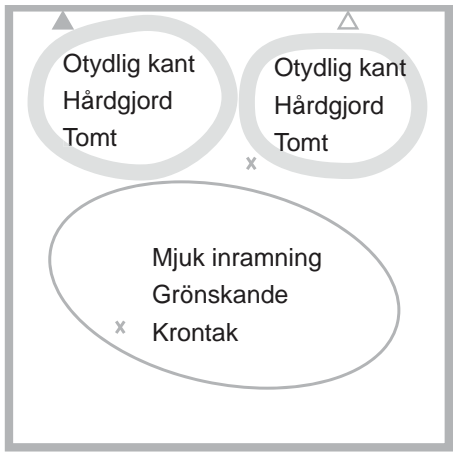 Otydlig kant
Hårdgjord
Tomt
Otydlig kant
Hårdgjord
Tomt
x
Mjuk inramning
Grönskande
Krontak
x